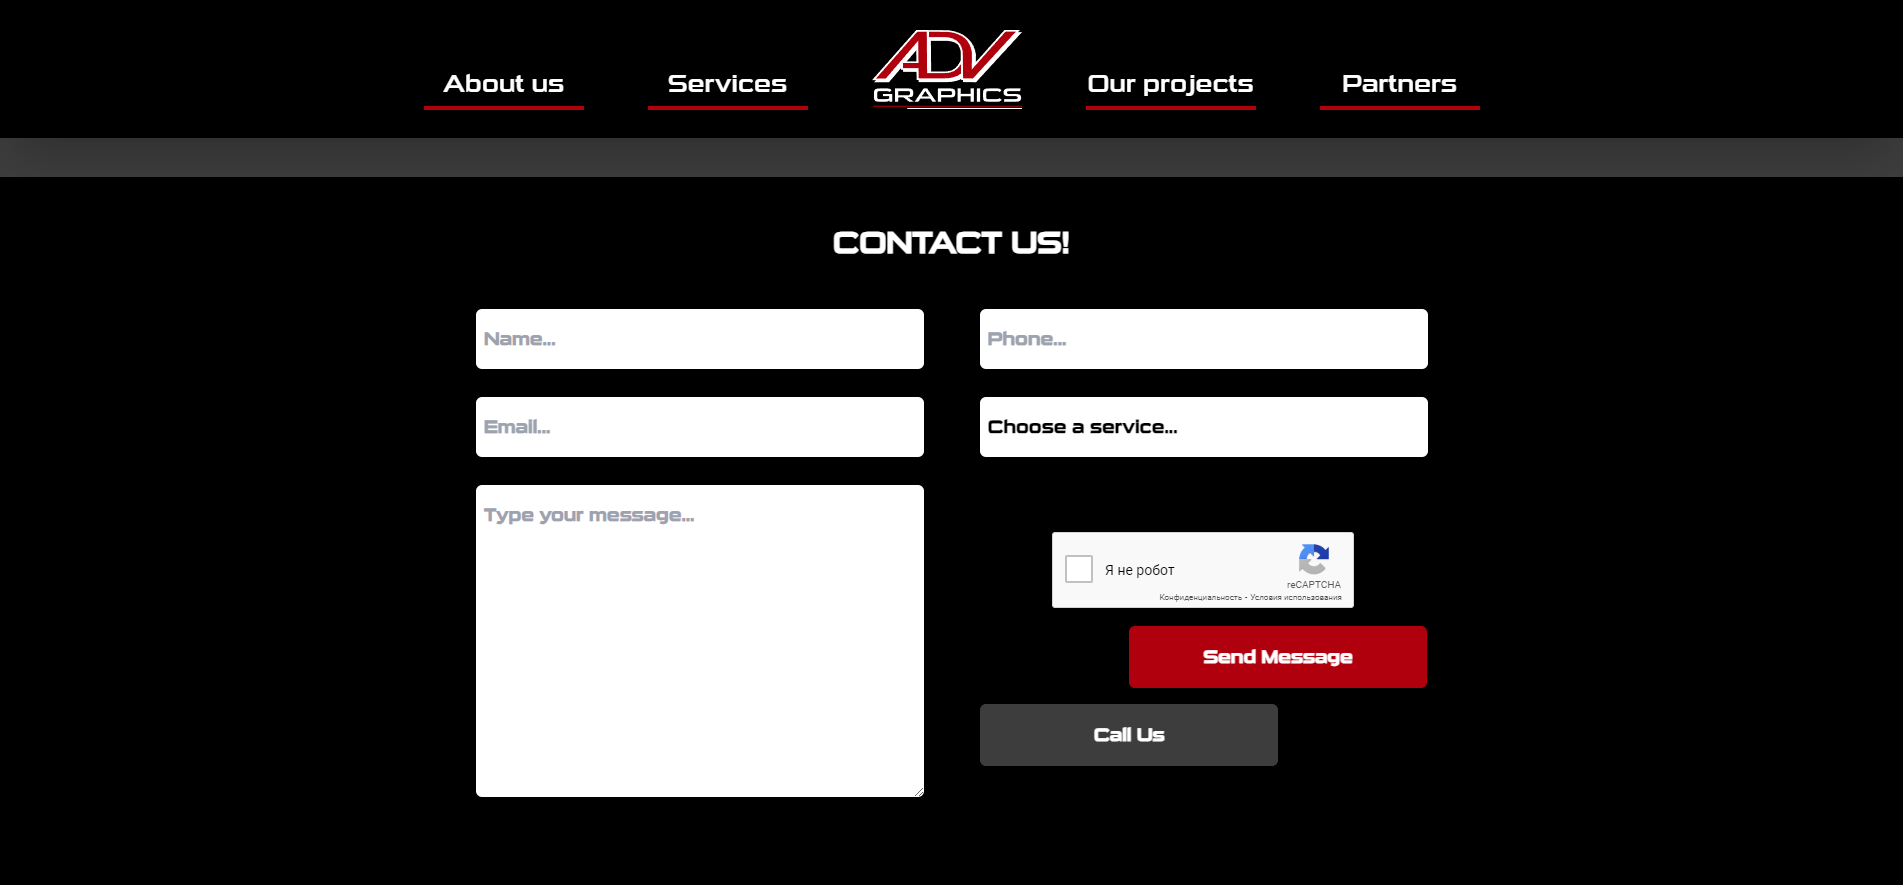 About us
Services
ADV
GRAPHICS
Our projects
Partners
CONTACT US!
Name...
Phone...
Email...
Choose a service...
Type your message...
Я не робот
reCAPTCHA
Конфиденциальность - Условия использования
Send Message
Call Us